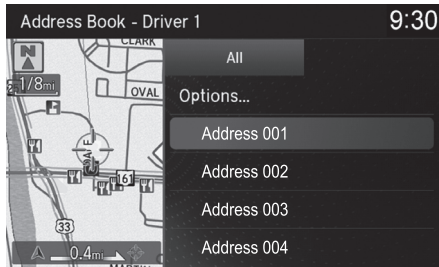 Address Book - Driver 1
9:30
N
CLARK
All
1/8mi
OVAL
Options...
Address 001
Address 002
161
Address 003
33
Address 004
0.4mi